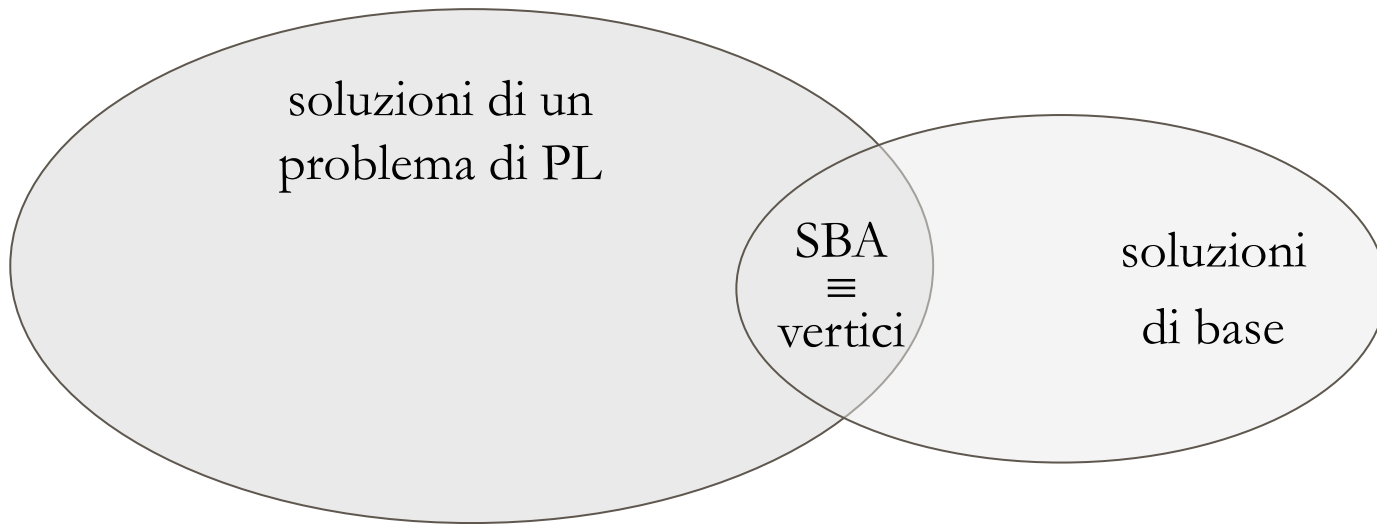 soluzioni di un
problema di PL
SBA
≡
vertici
soluzioni
di base